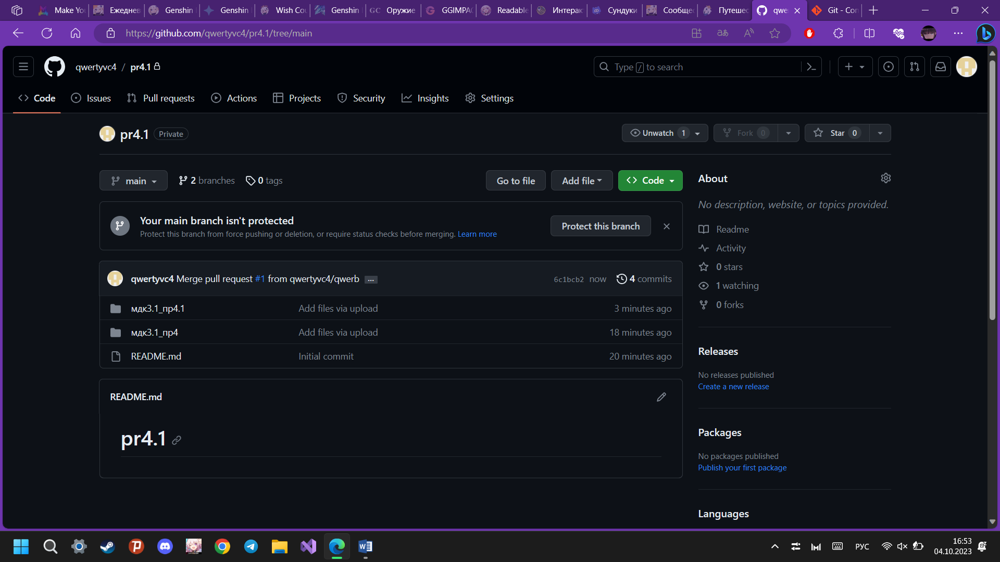 Make Yo
Ежеднев
Genshin
Genshin
Wish Cou
Genshin
GC Оружие
GGIMPAC
Readable
Интерак
Сундуки
Сообщес
Путешес
qwe
Git - Con
https://github.com/qwertyvc4/pr4.1/tree/main
qwertyvc4 / pr4.1
Type / to search
Code
Issues
Pull requests
Actions
Projects
Security
Insights
Settings
pr4.1 Private
Unwatch 1
Fork 0
Star 0
main
2 branches
0 tags
Go to file
Add file
Code
Your main branch isn't protected
Protect this branch from force pushing or deletion, or require status checks before merging. Learn more
Protect this branch
qwertyvc4 Merge pull request #1 from qwertyvc4/qwerb ...
6c1bcb2 now
4 commits
мдк3.1_пр4.1 Add files via upload 3 minutes ago
мдк3.1_пр4 Add files via upload 18 minutes ago
README.md Initial commit 20 minutes ago
README.md
pr4.1
About
No description, website, or topics provided.
Readme
Activity
0 stars
1 watching
0 forks
Releases
No releases published
Create a new release
Packages
No packages published
Publish your first package
Languages
РУС
16:53
04.10.2023